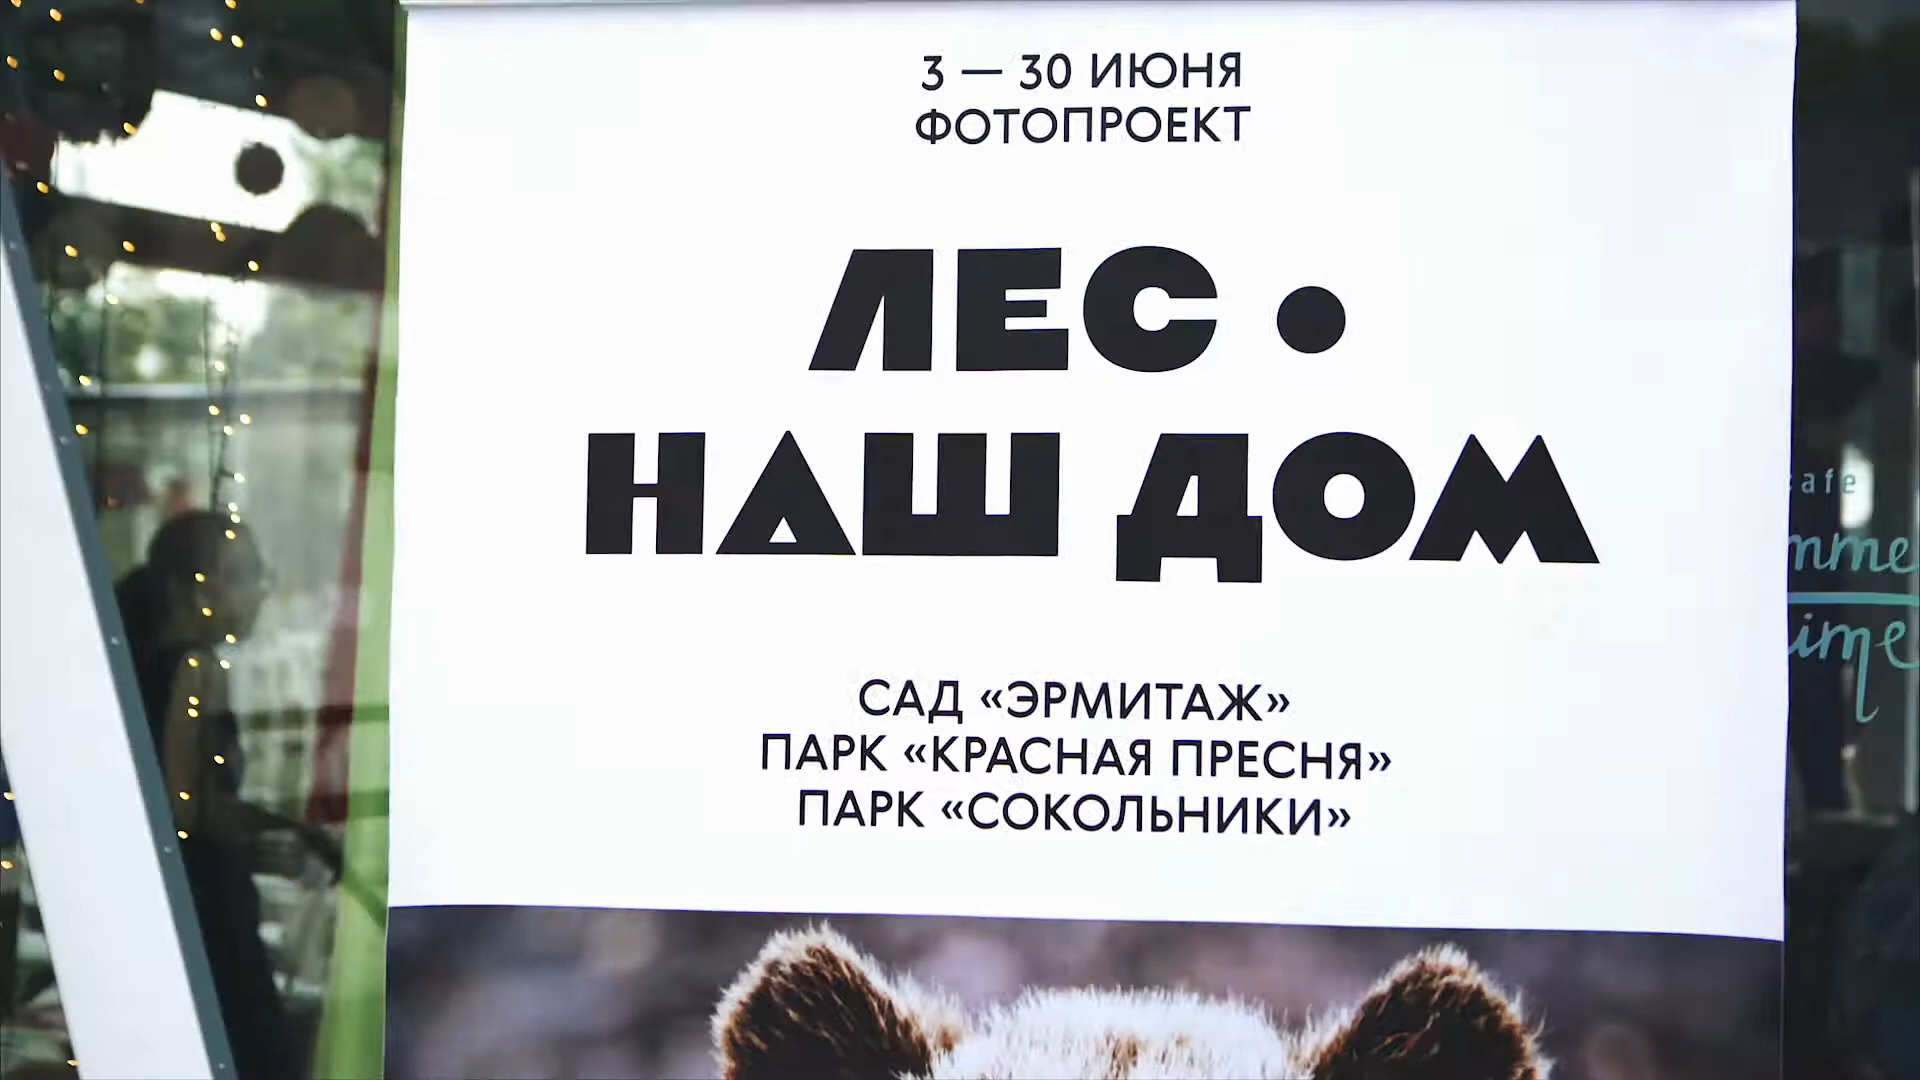 3 — 30 ИЮНЯ
ФОТОПРОЕКТ
ЛЕС •
НАШ ДОМ
САД «ЭРМИТАЖ»
ПАРК «КРАСНАЯ ПРЕСНЯ»
ПАРК «СОКОЛЬНИКИ»